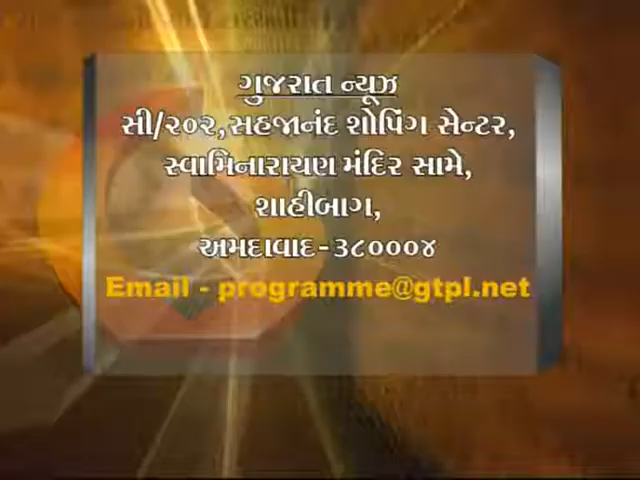 ગુજરાત ન્યૂઝ
સી/૨૦૨,સહજાનંદ શોપિંગ સેન્ટર,
સ્વામિનારાયણ મંદિર સામે,
શાહીબાગ,
અમદાવાદ-૩૮૦૦૦૪
Email - programme@gtpl.net